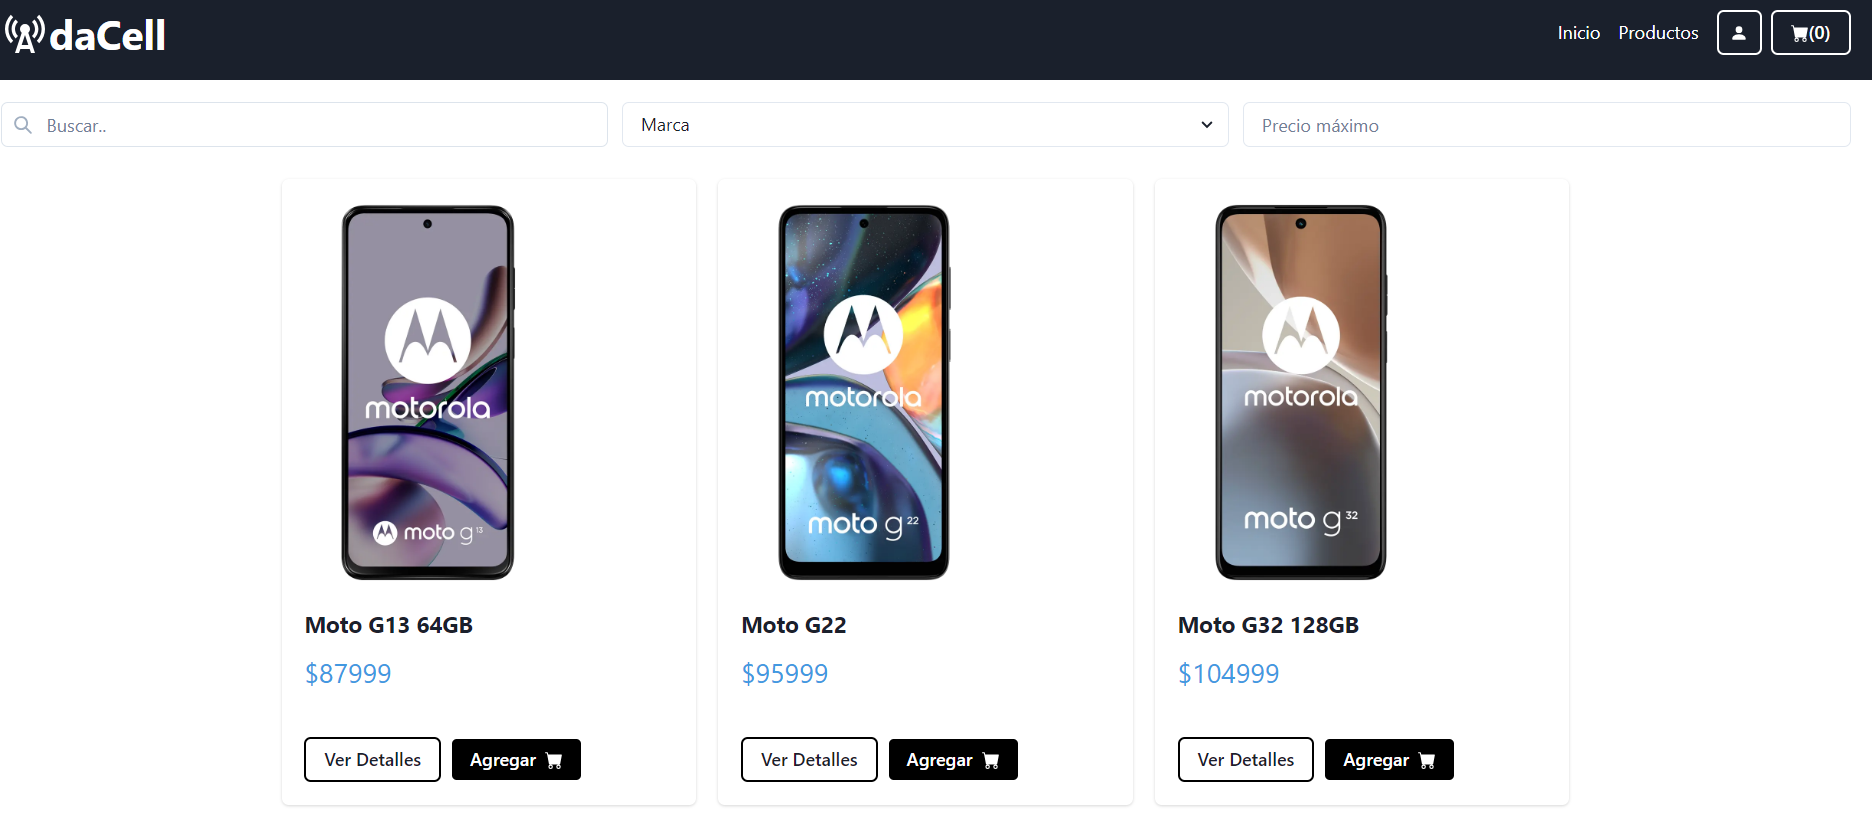 daCell
Inicio Productos (0)
Buscar.. Marca Precio máximo
motorola
moto g 13
motorola
moto g 22
motorola
moto g 32
Moto G13 64GB
$87999
Ver Detalles Agregar
Moto G22
$95999
Ver Detalles Agregar
Moto G32 128GB
$104999
Ver Detalles Agregar